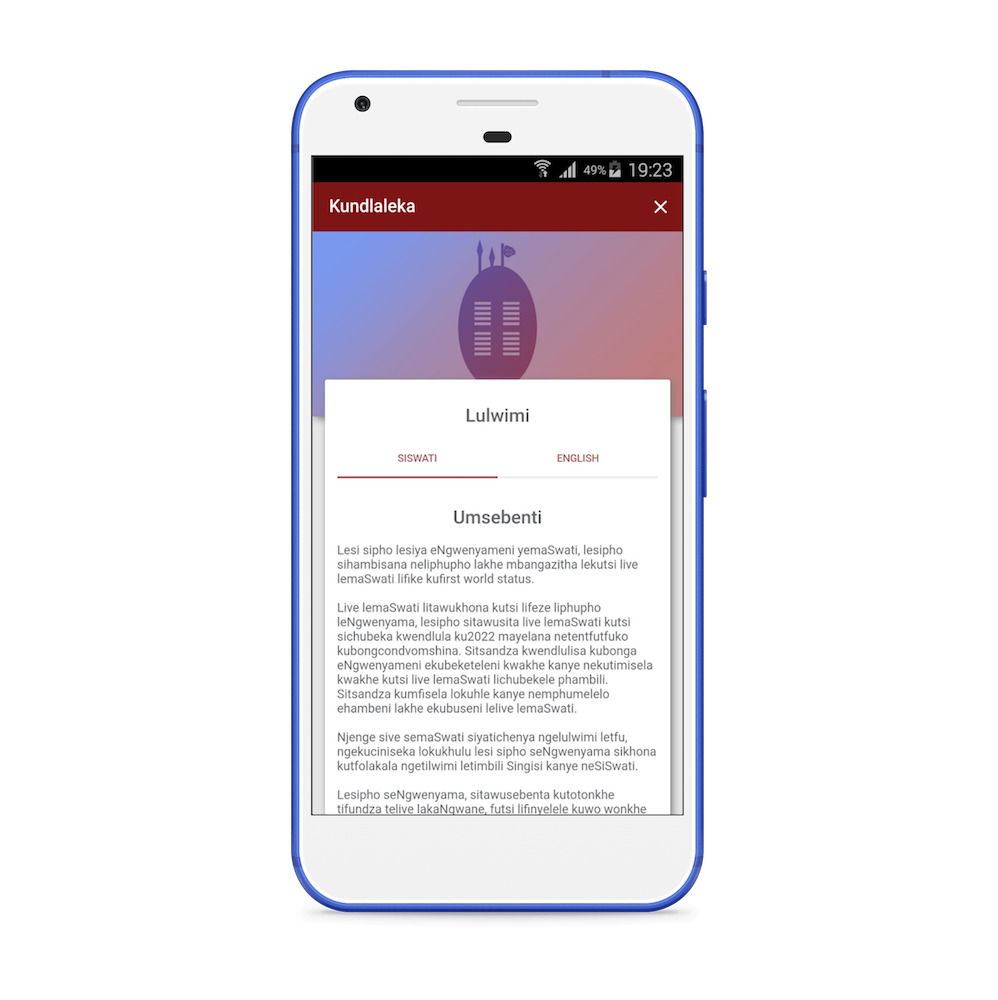 49% 19:23
Kundlaleka
Lulwimi
SISWATI ENGLISH
Umsebenti
Lesi sipho lesiya eNgwenyameni yemaSwati, lesipho
sihambisana neliphupho lakhe mbangazitha lekutsi live
lemaSwati lifike kufirst world status.
Live lemaSwati litawukhona kutsi lifeze liphupho
leNgwenyama, lesipho sitawusita live lemaSwati kutsi
sichubeka kwendlula ku2022 mayelana netentfutfuko
kubongcondvomshina. Sitsandza kwendlulisa kubonga
eNgwenyameni ekubeketeleni kwakhe kanye nekutimisela
kwakhe kutsi live lemaSwati lichubekele phambili.
Sitsandza kumfisela lokuhle kanye nemphumelelo
ehambeni lakhe ekubuseni lelive lemaSwati.
Njenge sive semaSwati siyatichenya ngelulwimi letfu,
ngekuciniseka lokukhulu lesi sipho seNgwenyama sikhona
kutfolakala ngetilwimi letimbili Singisi kanye neSiSwati.
Lesipho seNgwenyama, sitawusebenta kutotonkhe
tifundza telive lakaNgwane, futsi lifinyelele kuwo wonkhe